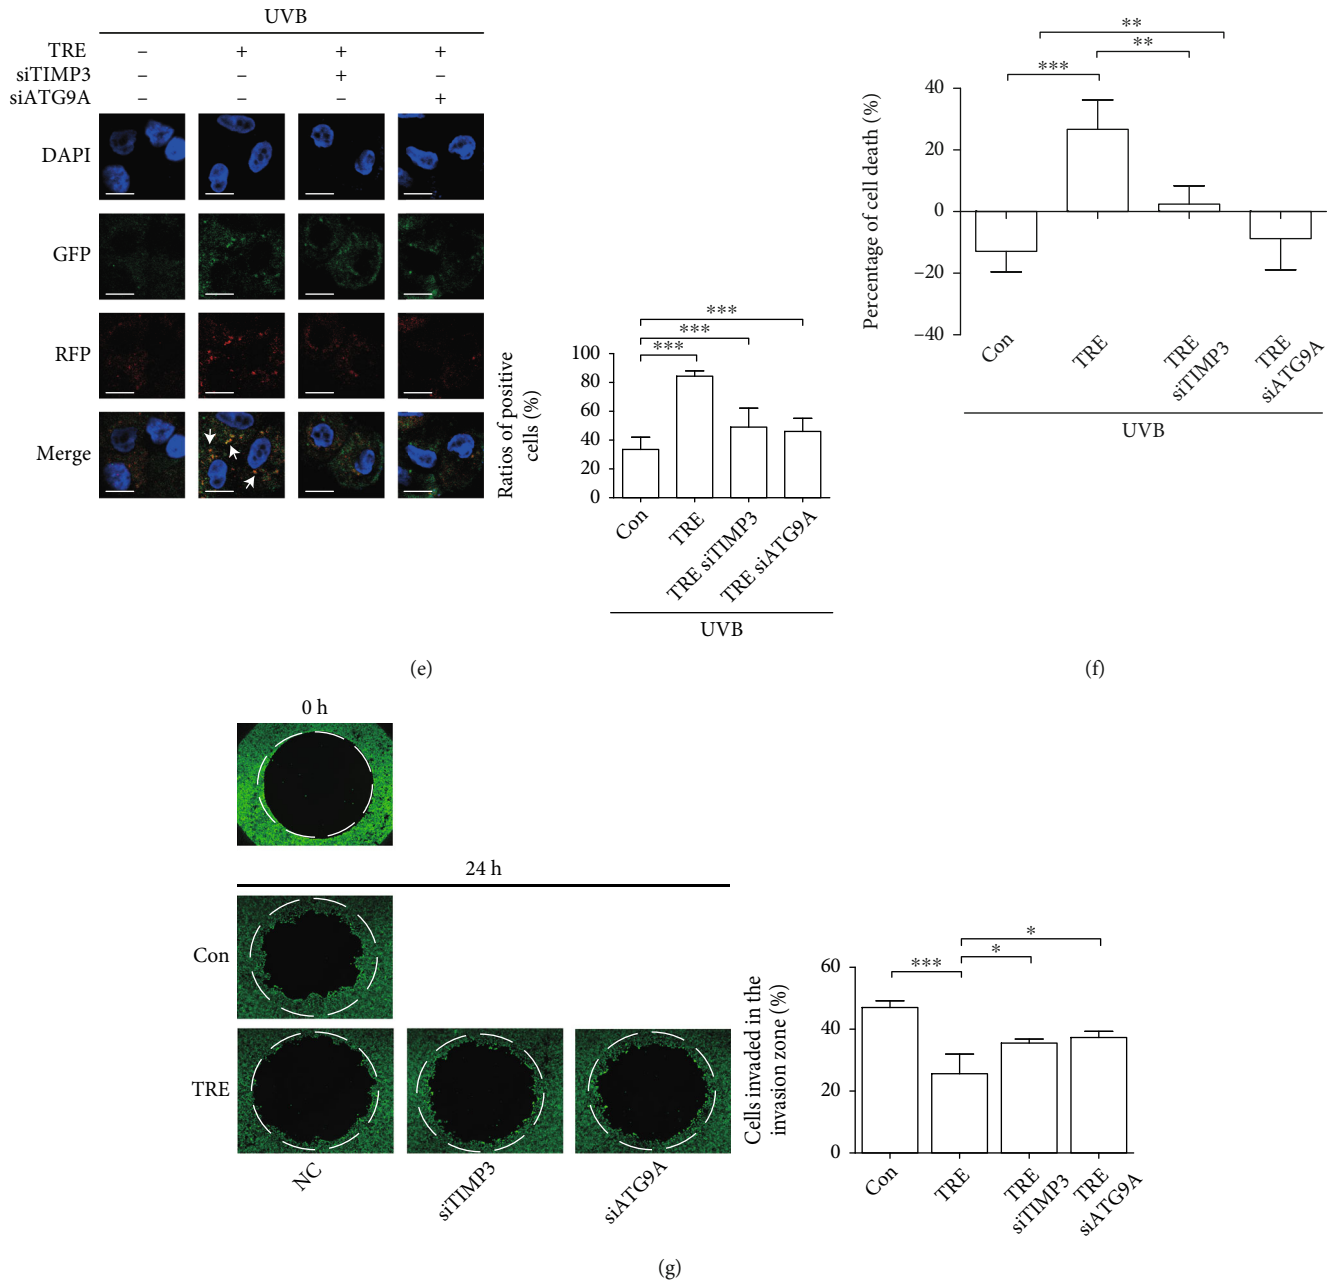 UVB
TRE – + + +
siTIMP3 – – + –
siATG9A – – – +
DAPI
GFP
RFP
Merge
Ratios of positive
cells (%)
100
80
60
40
20
0
***
***
***
Con
TRE
TRE siTIMP3
TRE siATG9A
UVB
(e)
Percentage of cell death (%)
40
20
0
–20
–40
**
**
***
Con
TRE
TRE
siTIMP3
TRE
siATG9A
UVB
(f)
0 h
24 h
Con
TRE
NC
siTIMP3
siATG9A
Cells invaded in the
invasion zone (%)
60
40
20
0
*
*
***
Con
TRE
TRE
siTIMP3
TRE
siATG9A
(g)